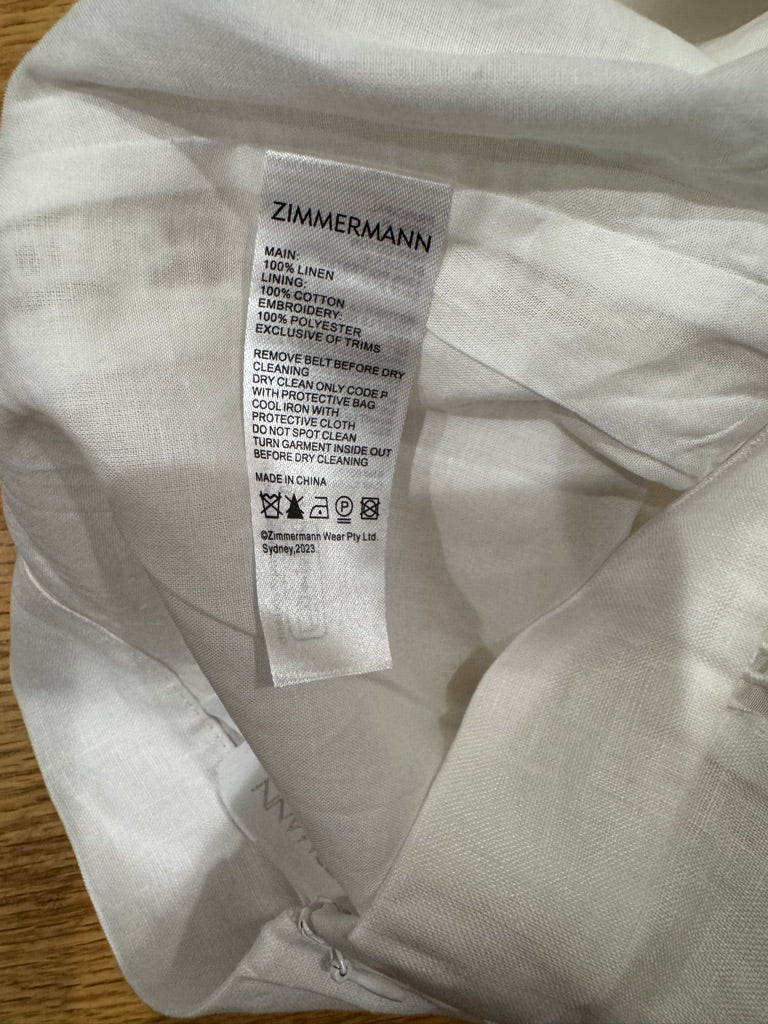 ZIMMERMANN
MAIN:
100% LINEN
LINING:
100% COTTON
EMBROIDERY:
100% POLYESTER
EXCLUSIVE OF TRIMS
REMOVE BELT BEFORE DRY
CLEANING
DRY CLEAN ONLY CODE P
WITH PROTECTIVE BAG
COOL IRON WITH
PROTECTIVE CLOTH
DO NOT SPOT CLEAN
TURN GARMENT INSIDE OUT
BEFORE DRY CLEANING
MADE IN CHINA
P
©Zimmermann Wear Pty Ltd.
Sydney,2023
MANN